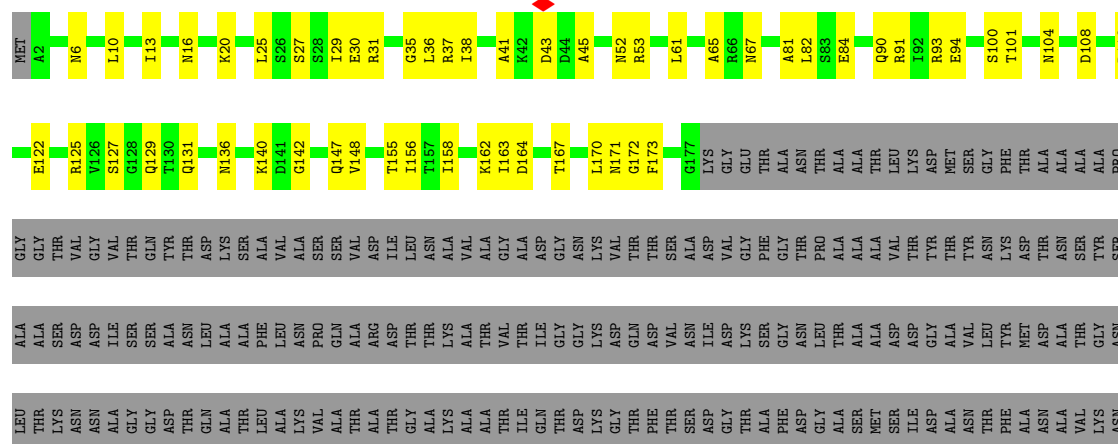 MET A2 N6 L10 I13 N16 K20 L25 S26 S27 S28 I29 E30 R31 G35 L36 R37 I38 A41 K42 D43 D44 A45 N52 R53 L61 A65 R66 N67 A81 L82 S83 E84 Q90 R91 I92 R93 E94 S100 T101 N104 D108
E122 R125 V126 S127 G128 Q129 T130 Q131 N136 K140 D141 G142 Q147 V148 T155 I156 T157 I158 K162 I163 D164 T167 L170 N171 G172 F173 G177 LYS GLY GLU THR ALA ASN THR ALA ALA THR LEU LYS ASP MET SER GLY PHE THR ALA ASN ALA ALA ALA PRO
GLY GLY THR VAL GLY VAL THR GLN TYR THR ASP LYS SER ALA VAL ALA SER SER VAL ASP ILE LEU ASN ALA VAL ALA GLY ALA ASP GLY ASN LYS VAL THR THR SER ALA ASP VAL GLY PHE GLY THR PRO ALA ALA ALA VAL THR TYR THR TYR ASN LYS ASP THR ASN SER TYR SER
ALA ALA SER ASP ASP ILE SER SER ALA ASN LEU ALA ALA PHE LEU ASN PRO GLN ALA ARG ASP THR THR LYS ALA THR VAL THR ILE GLY GLY LYS ASP GLN ASP VAL ASN ILE ASP LYS SER GLY ASN LEU THR ALA ALA ASP ASP GLY ALA VAL LEU TYR MET ASP ALA THR GLY ASN
LEU THR LYS ASN ASN ALA GLY GLY ASP THR GLN ALA THR LEU ALA LYS VAL ALA THR ALA THR GLY ALA LYS ALA ALA THR ILE GLN THR ASP LYS GLY THR PHE THR SER ASP GLY THR ALA PHE ASP GLY ALA SER MET SER ILE ASP ALA ASN THR PHE ALA ASN ALA VAL LYS ASN